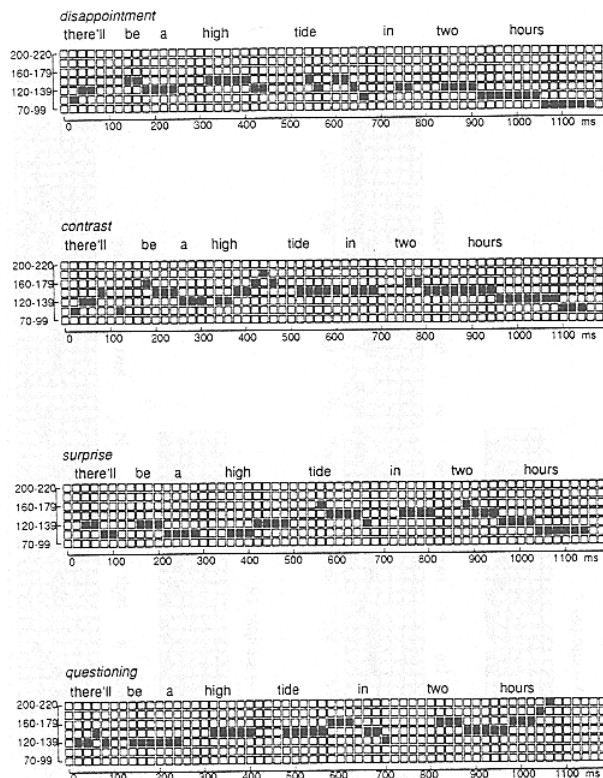 disappointment
there'll be a high tide in two hours
200-220
160-179
120-139
70-99
0 100 200 300 400 500 600 700 800 900 1000 1100 ms
contrast
there'll be a high tide in two hours
200-220
160-179
120-139
70-99
0 100 200 300 400 500 600 700 800 900 1000 1100 ms
surprise
there'll be a high tide in two hours
200-220
160-179
120-139
70-99
0 100 200 300 400 500 600 700 800 900 1000 1100 ms
questioning
there'll be a high tide in two hours
200-220
160-179
120-139
70-99
0 100 200 300 400 500 600 700 800 900 1000 1100 ms